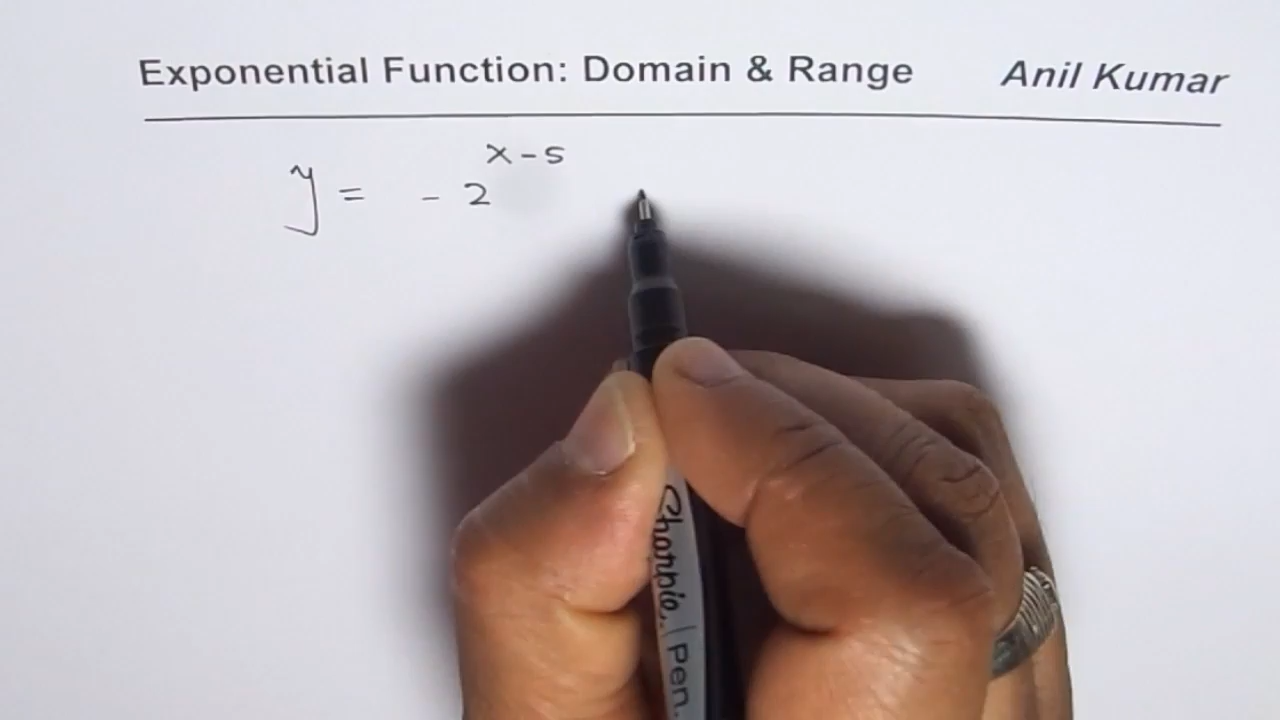 Exponential Function: Domain & Range Anil Kumar
y = - 2^{x-5}
Sharpie. | Pen.